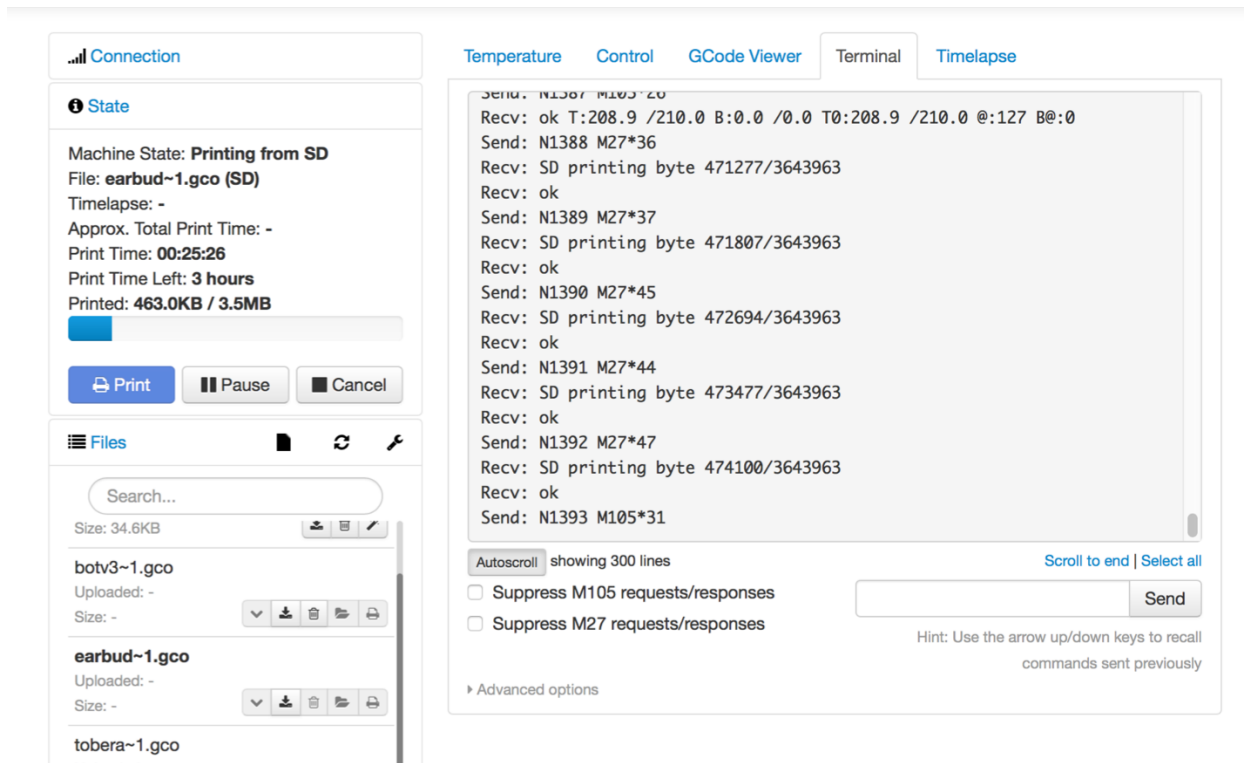 Connection
State
Machine State: Printing from SD
File: earbud~1.gco (SD)
Timelapse: -
Approx. Total Print Time: -
Print Time: 00:25:26
Print Time Left: 3 hours
Printed: 463.0KB / 3.5MB
Print Pause Cancel
Files
Search...
Size: 34.6KB
botv3~1.gco
Uploaded: -
Size: -
earbud~1.gco
Uploaded: -
Size: -
tobera~1.gco
Temperature Control GCode Viewer Terminal Timelapse
Send: N1387 M105*26
Recv: ok T:208.9 /210.0 B:0.0 /0.0 T0:208.9 /210.0 @:127 B@:0
Send: N1388 M27*36
Recv: SD printing byte 471277/3643963
Recv: ok
Send: N1389 M27*37
Recv: SD printing byte 471807/3643963
Recv: ok
Send: N1390 M27*45
Recv: SD printing byte 472694/3643963
Recv: ok
Send: N1391 M27*44
Recv: SD printing byte 473477/3643963
Recv: ok
Send: N1392 M27*47
Recv: SD printing byte 474100/3643963
Recv: ok
Send: N1393 M105*31
Autoscroll showing 300 lines Scroll to end | Select all
Suppress M105 requests/responses
Suppress M27 requests/responses
Send
Hint: Use the arrow up/down keys to recall
commands sent previously
Advanced options